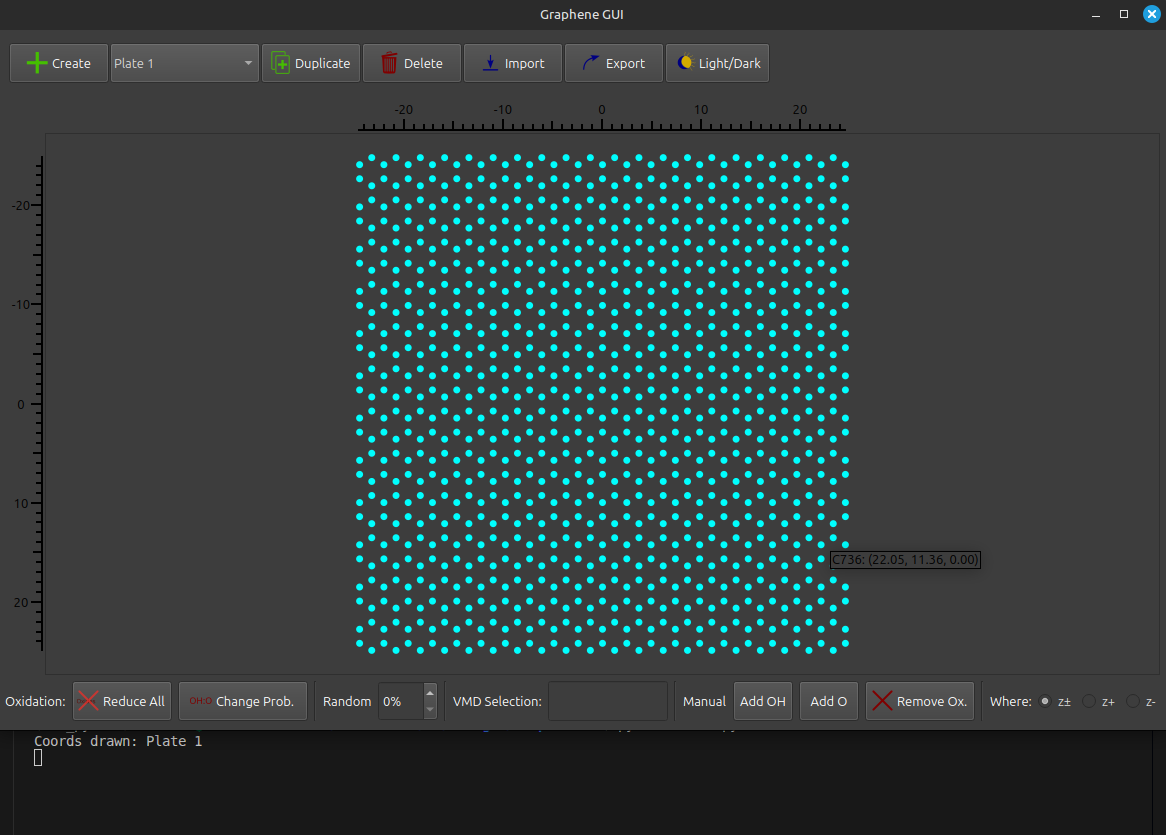 Graphene GUI
Create Plate 1 Duplicate Delete Import Export Light/Dark
-20 -10 0 10 20
-20
-10
0
10
C736: (22.05, 11.36, 0.00)
20
Oxidation: Reduce All OH:O Change Prob. Random 0% VMD Selection: Manual Add OH Add O Remove Ox. Where: z± z+ z-
Coords drawn: Plate 1